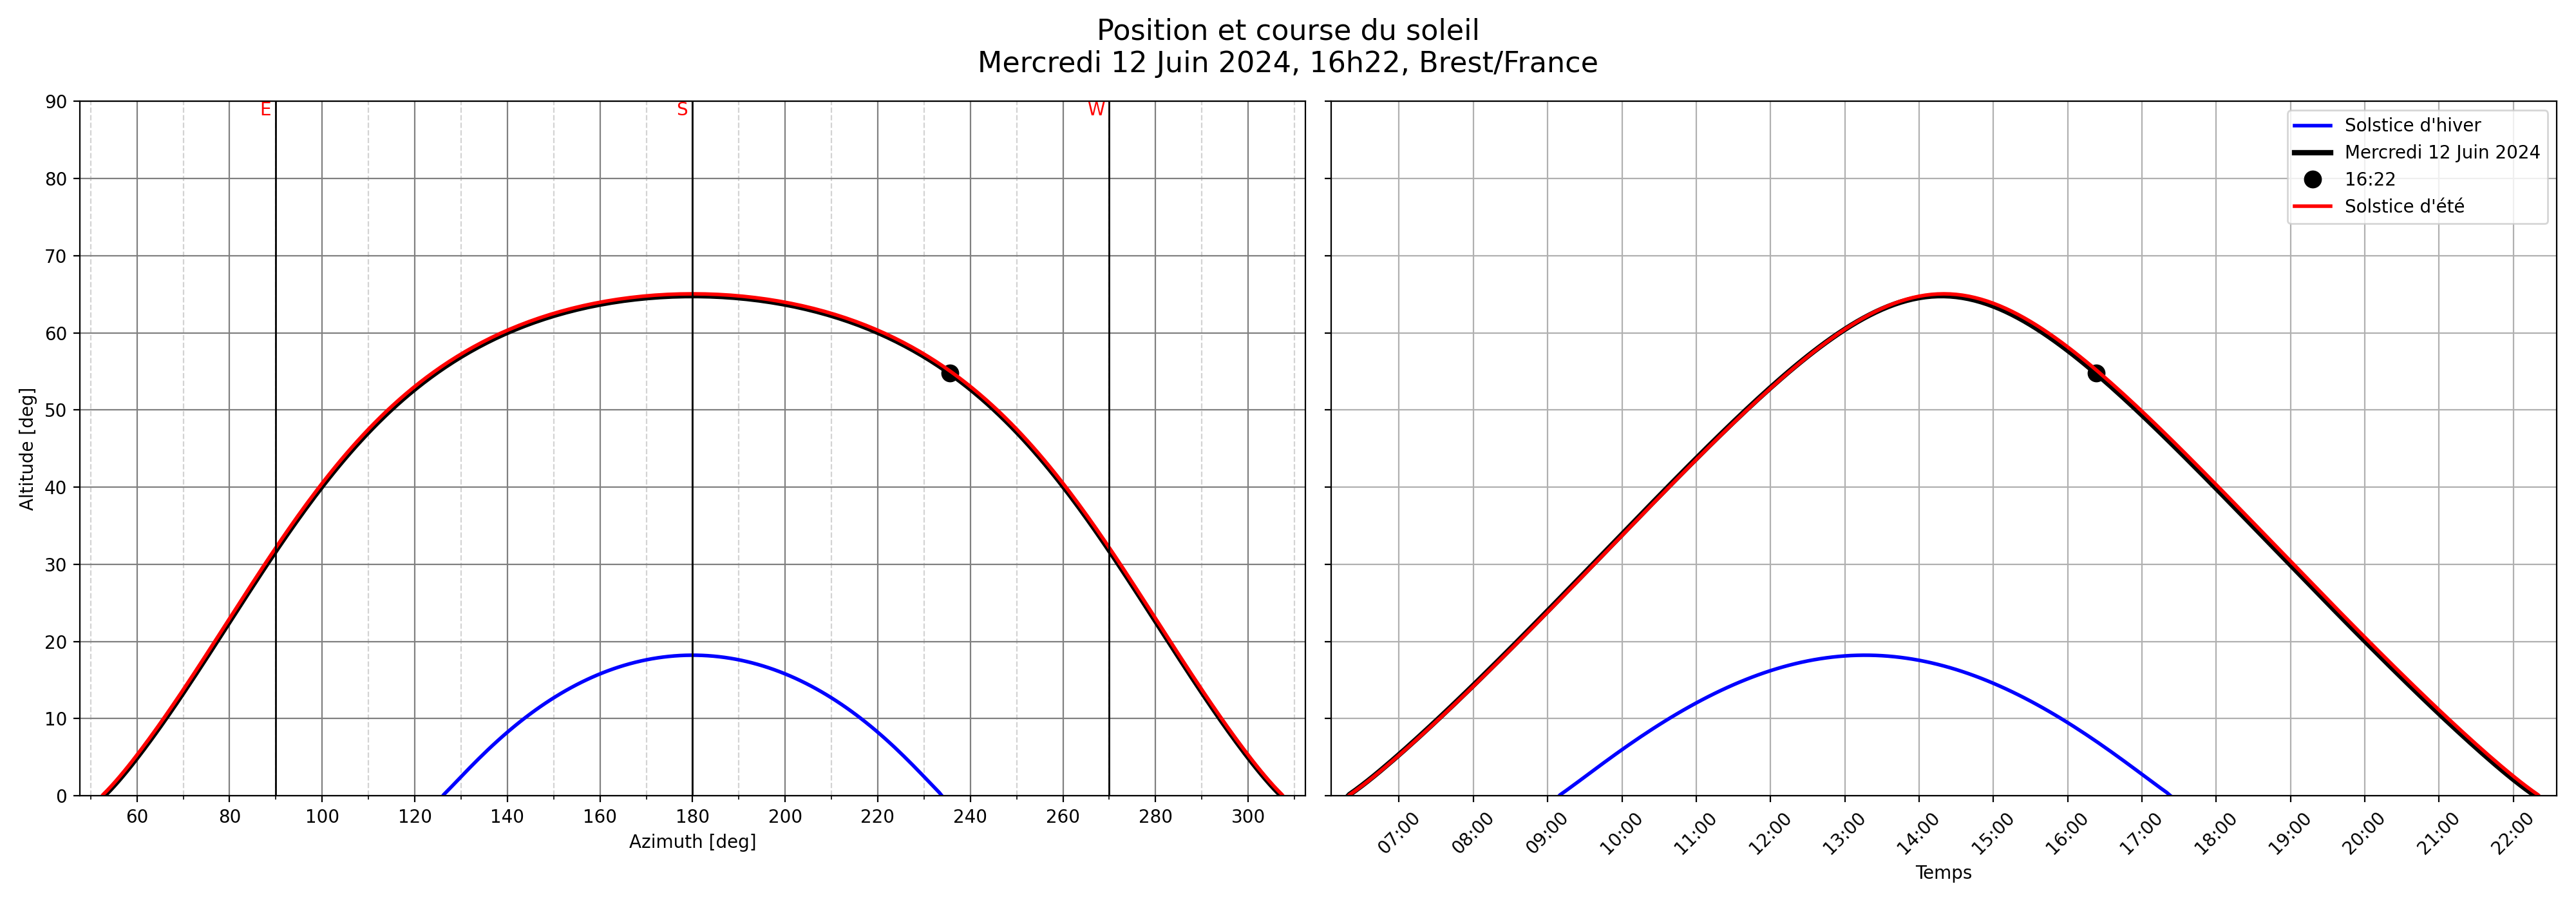 Position et course du soleil
Mercredi 12 Juin 2024, 16h22, Brest/France
E
S
W
90
80
70
60
50
40
30
20
10
0
Altitude [deg]
60 80 100 120 140 160 180 200 220 240 260 280 300
Azimuth [deg]
Solstice d'hiver
Mercredi 12 Juin 2024
16:22
Solstice d'été
07:00 08:00 09:00 10:00 11:00 12:00 13:00 14:00 15:00 16:00 17:00 18:00 19:00 20:00 21:00 22:00
Temps